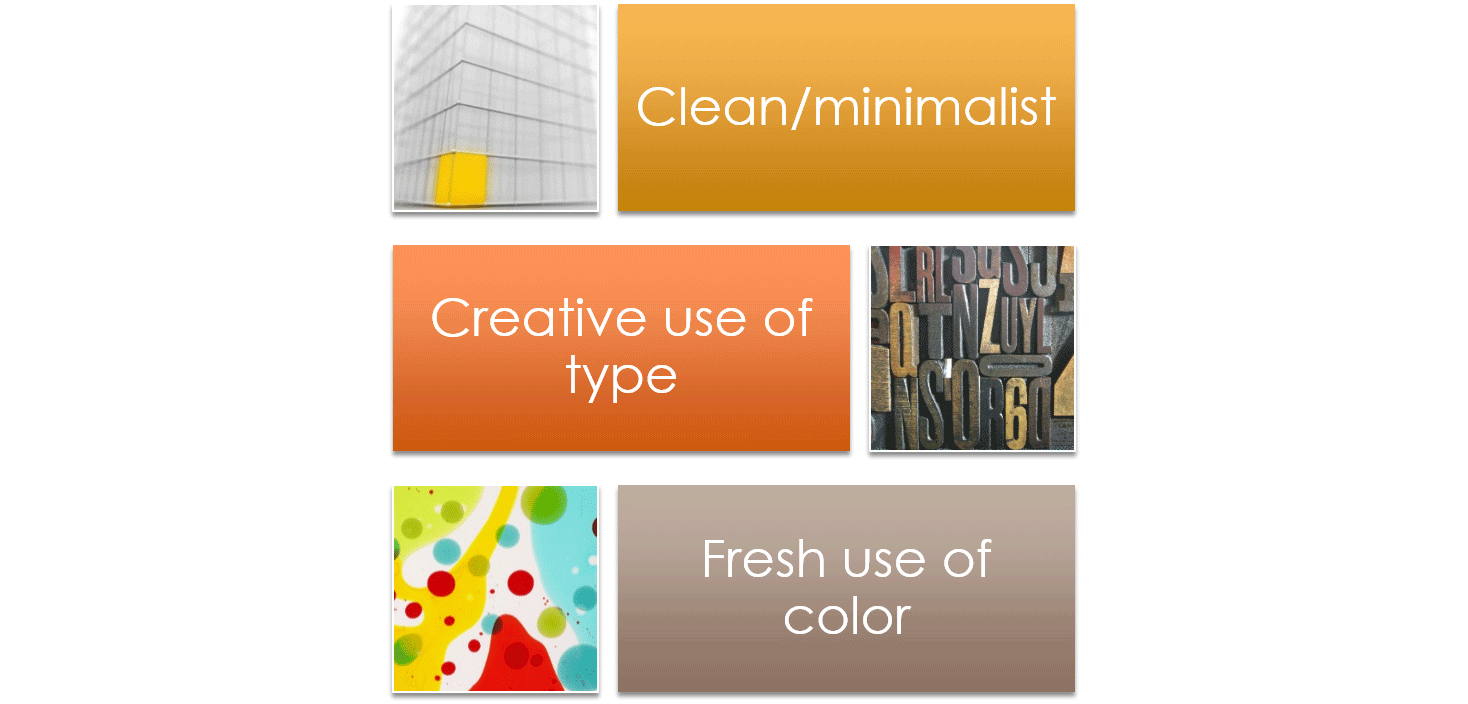 Clean/minimalist
Creative use of
type
Fresh use of
color